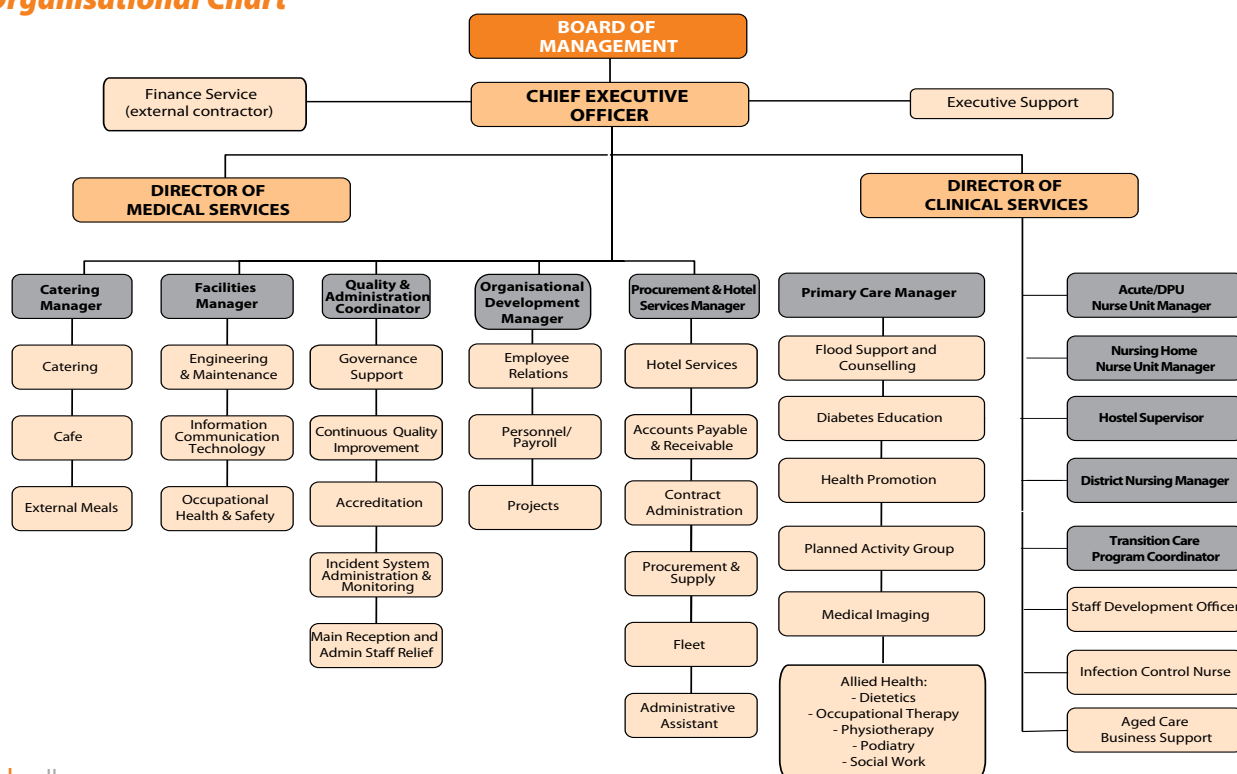 Organisational Chart
BOARD OF
MANAGEMENT
Finance Service
(external contractor)
CHIEF EXECUTIVE
OFFICER
Executive Support
DIRECTOR OF
MEDICAL SERVICES
DIRECTOR OF
CLINICAL SERVICES
Catering
Manager
Catering
Cafe
External Meals
Facilities
Manager
Engineering
& Maintenance
Information
Communication
Technology
Occupational
Health & Safety
Quality &
Administration
Coordinator
Governance
Support
Continuous Quality
Improvement
Accreditation
Incident System
Administration &
Monitoring
Main Reception and
Admin Staff Relief
Organisational
Development
Manager
Employee
Relations
Personnel/
Payroll
Projects
Procurement & Hotel
Services Manager
Hotel Services
Accounts Payable
& Receivable
Contract
Administration
Procurement &
Supply
Fleet
Administrative
Assistant
Primary Care Manager
Flood Support and
Counselling
Diabetes Education
Health Promotion
Planned Activity Group
Medical Imaging
Allied Health:
- Dietetics
- Occupational Therapy
- Physiotherapy
- Podiatry
- Social Work
Acute/DPU
Nurse Unit Manager
Nursing Home
Nurse Unit Manager
Hostel Supervisor
District Nursing Manager
Transition Care
Program Coordinator
Staff Development Officer
Infection Control Nurse
Aged Care
Business Support